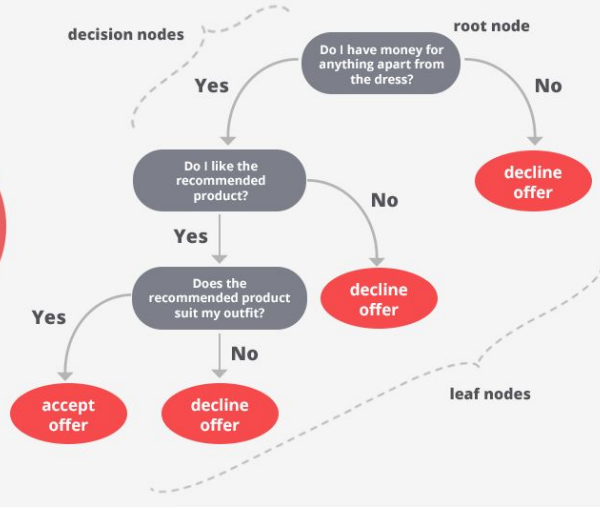 decision nodes
root node
Do I have money for
anything apart from
the dress?
Yes
No
Do I like the
recommended
product?
decline
offer
No
Yes
Does the
recommended product
suit my outfit?
decline
offer
Yes
No
accept
offer
decline
offer
leaf nodes